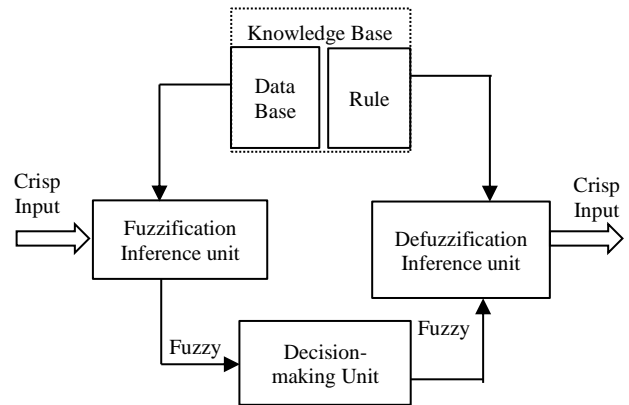 Knowledge Base
Data
Base
Rule
Crisp
Input
Fuzzification
Inference unit
Defuzzification
Inference unit
Crisp
Input
Fuzzy
Decision-
making Unit
Fuzzy